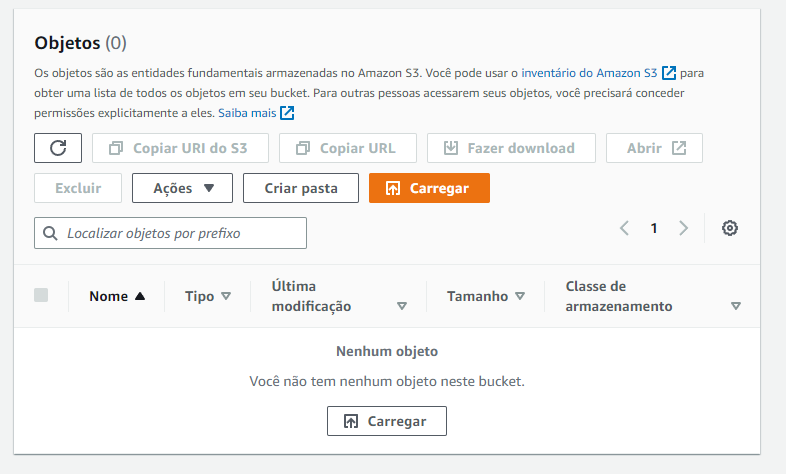 Objetos (0)
Os objetos são as entidades fundamentais armazenadas no Amazon S3. Você pode usar o inventário do Amazon S3 para
obter uma lista de todos os objetos em seu bucket. Para outras pessoas acessarem seus objetos, você precisará conceder
permissões explicitamente a eles. Saiba mais
Copiar URI do S3 Copiar URL Fazer download Abrir
Excluir Ações Criar pasta Carregar
Localizar objetos por prefixo 1
Nome Tipo Última modificação Tamanho Classe de armazenamento
Nenhum objeto
Você não tem nenhum objeto neste bucket.
Carregar